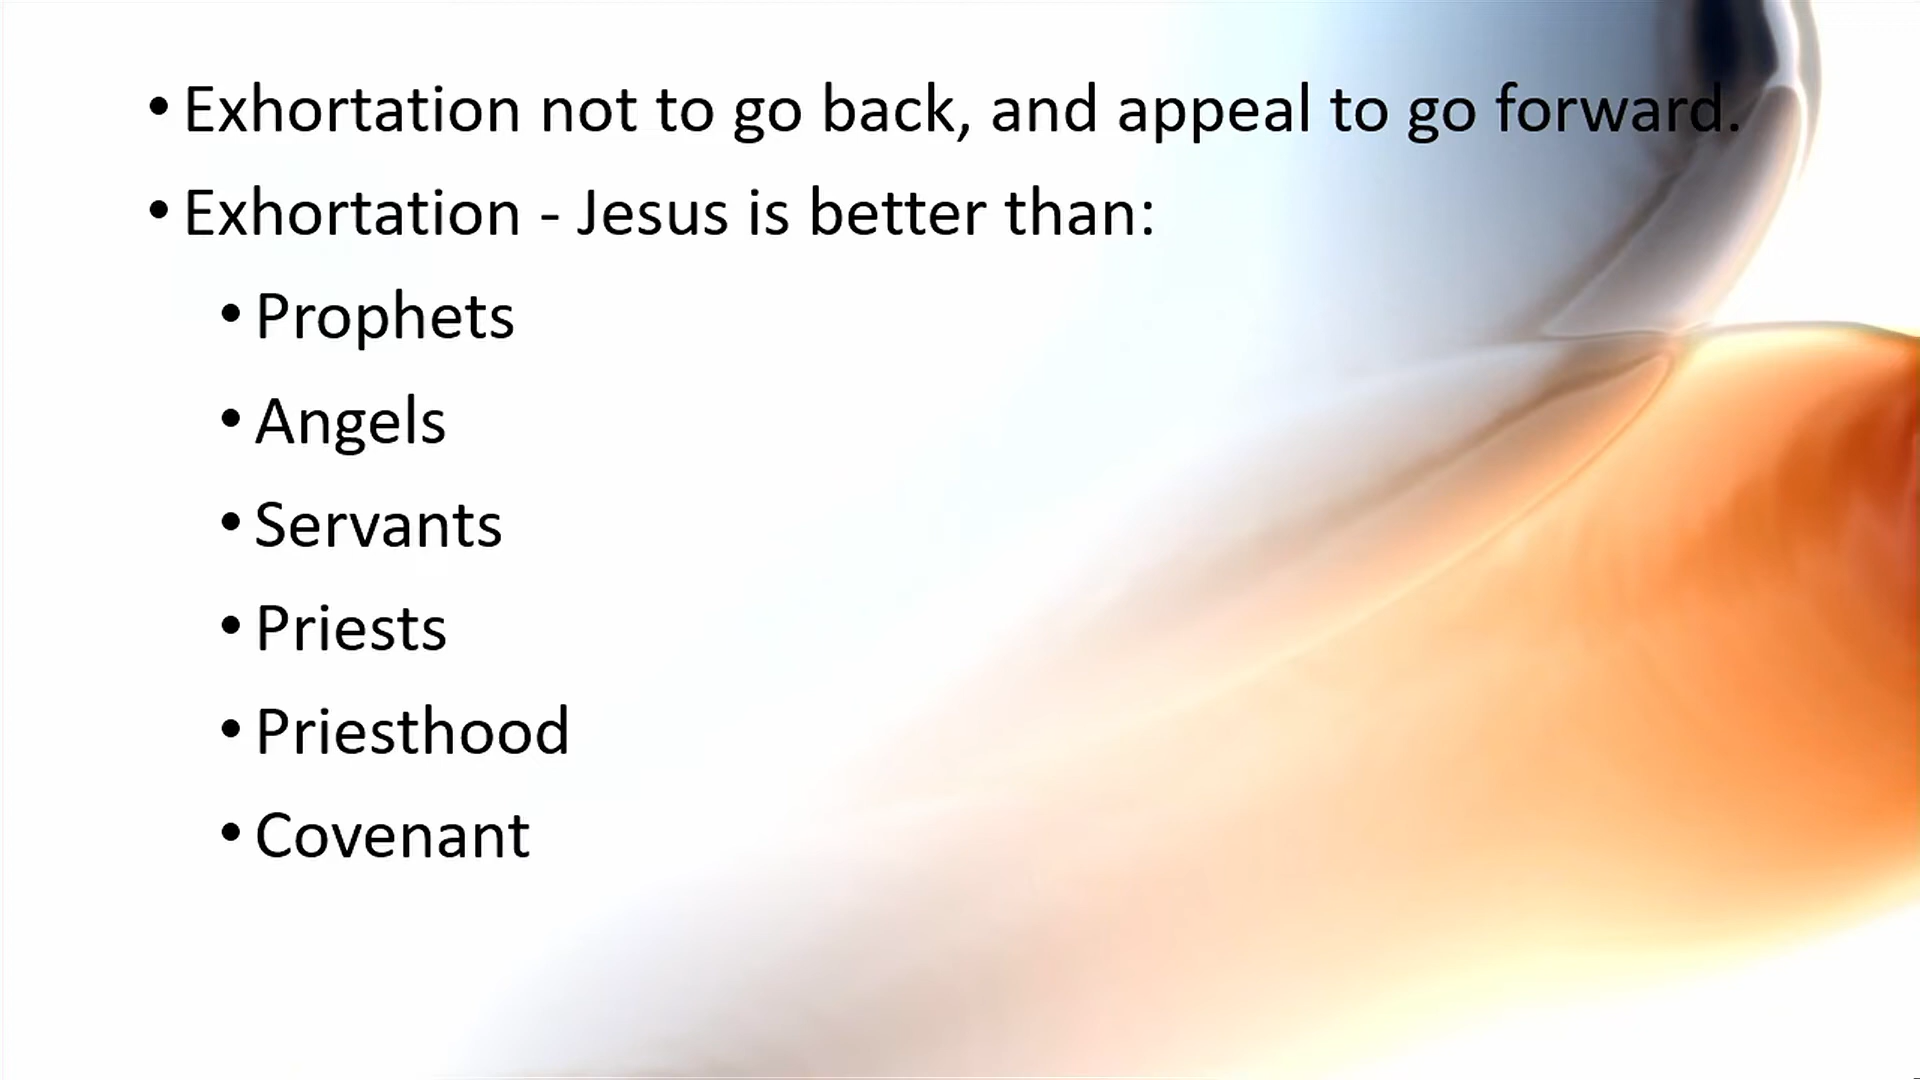 • Exhortation not to go back, and appeal to go forward.
• Exhortation - Jesus is better than:
• Prophets
• Angels
• Servants
• Priests
• Priesthood
• Covenant